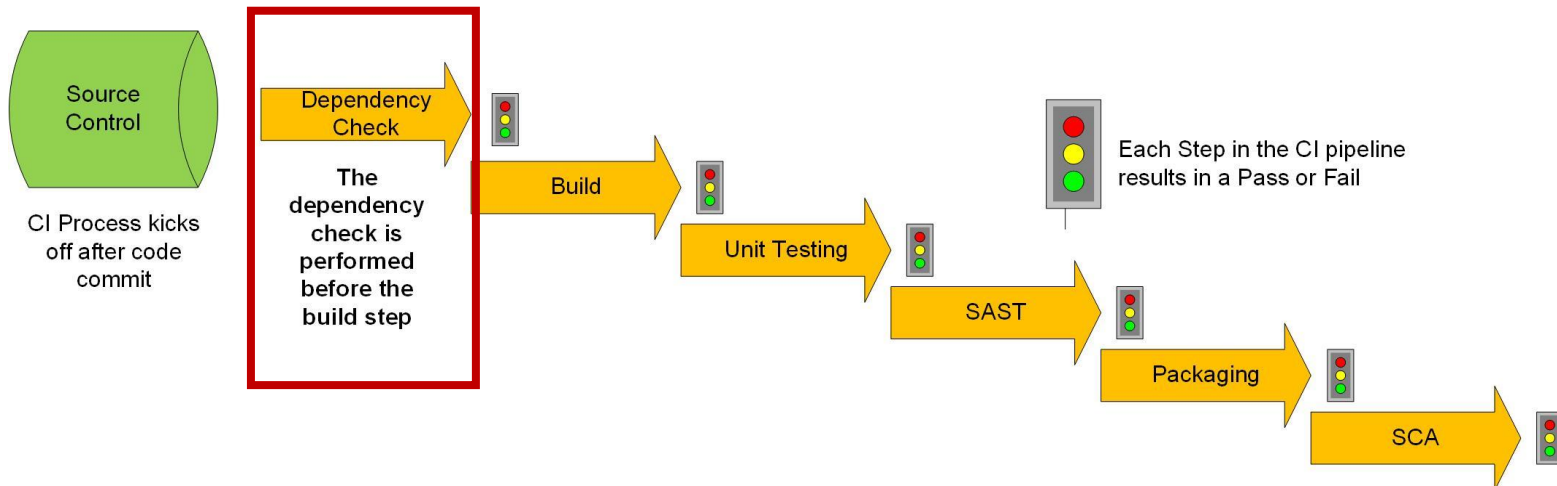 Source
Control
CI Process kicks
off after code
commit
Dependency
Check
The
dependency
check is
performed
before the
build step
Build
Unit Testing
SAST
Packaging
SCA
Each Step in the CI pipeline
results in a Pass or Fail